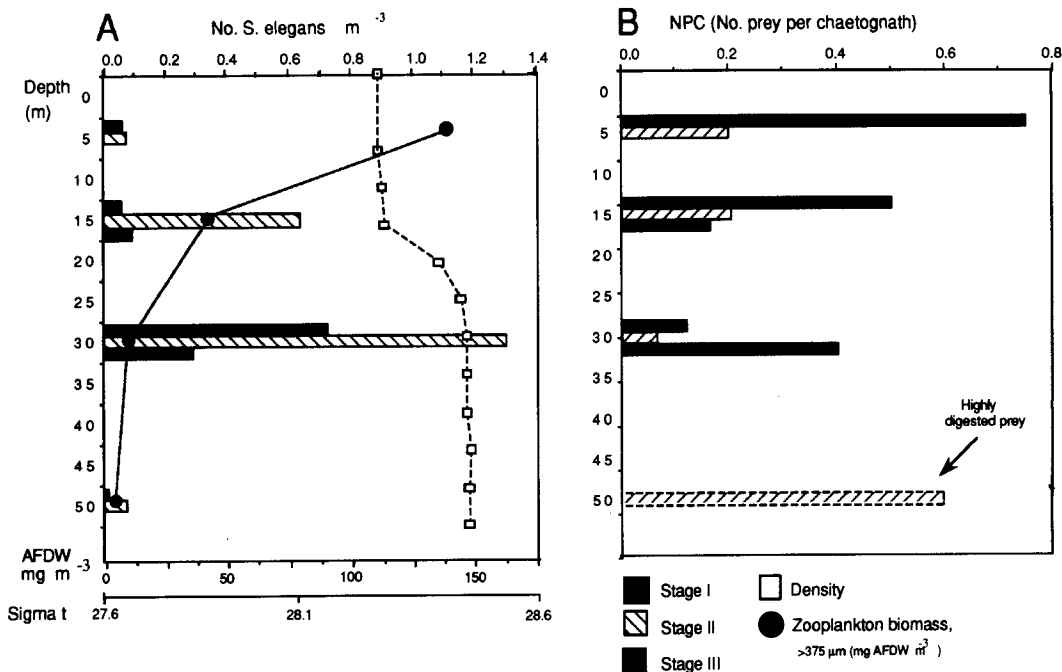 A
No. S. elegans m -3
0.0 0.2 0.4 0.6 0.8 1.0 1.2 1.4
Depth
(m)
0
5
10
15
20
25
30
35
40
45
50
AFDW -3
mg m
0 50 100 150
Sigma t
27.6 28.1 28.6
B
NPC (No. prey per chaetognath)
0.0 0.2 0.4 0.6 0.8
0
5
10
15
20
25
30
35
40
45
50
Highly
digested prey
Stage I
Stage II
Stage III
Density
Zooplankton biomass,
>375 µm (mg AFDW m-3)